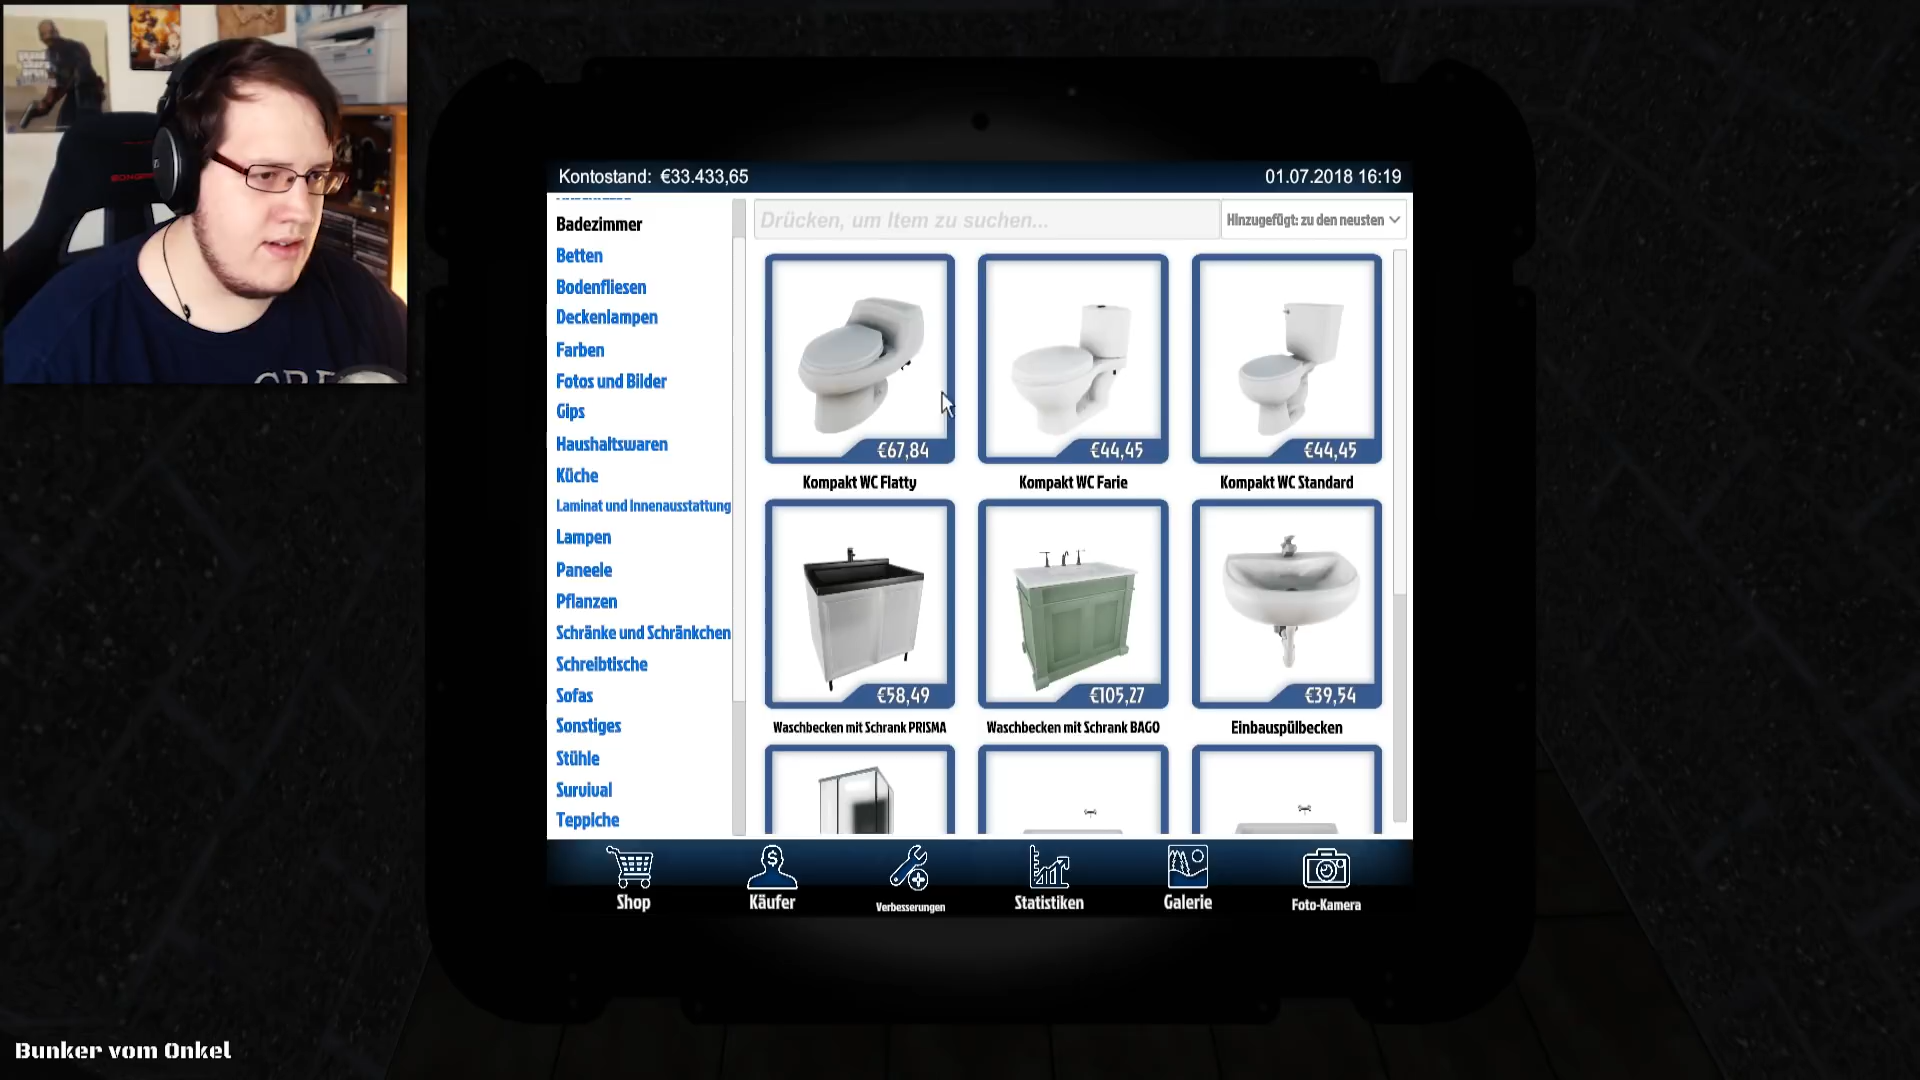 Kontostand: €33.433,65
01.07.2018 16:19
Badezimmer
Betten
Bodenfliesen
Deckenlampen
Farben
Fotos und Bilder
Gips
Haushaltswaren
Küche
Laminat und Innenausstattung
Lampen
Paneele
Pflanzen
Schränke und Schränkchen
Schreibtische
Sofas
Sonstiges
Stühle
Survival
Teppiche
Drücken, um Item zu suchen...
Hinzugefügt: zu den neusten
€67,84
€44,45
€44,45
Kompakt WC Flatty
Kompakt WC Farie
Kompakt WC Standard
€58,49
€105,27
€39,54
Waschbecken mit Schrank PRISMA
Waschbecken mit Schrank BAGO
Einbauspülbecken
Shop
Käufer
Verbesserungen
Statistiken
Galerie
Foto-Kamera
Bunker vom Onkel